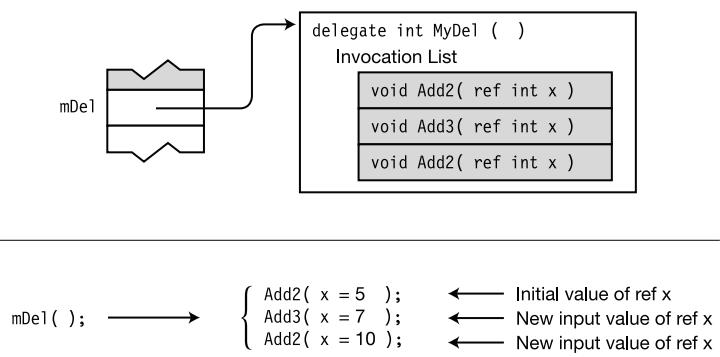 delegate int MyDel ( )
Invocation List
mDel
void Add2( ref int x )
void Add3( ref int x )
void Add2( ref int x )
mDel( );
Add2( x = 5 );
Initial value of ref x
Add3( x = 7 );
New input value of ref x
Add2( x = 10 );
New input value of ref x